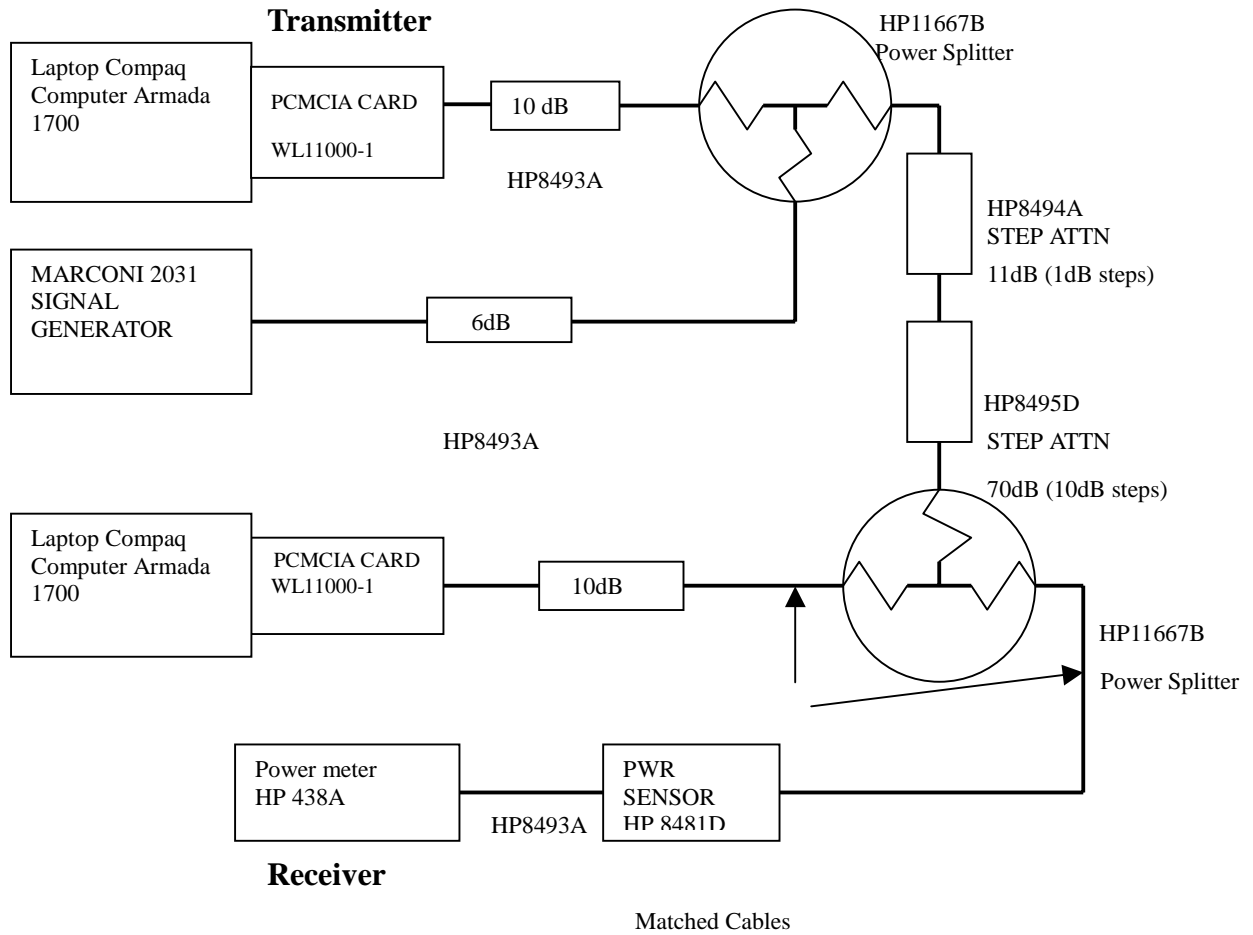 Transmitter
HP11667B
Power Splitter
Laptop Compaq
Computer Armada
1700
PCMCIA CARD
WL11000-1
10 dB
HP8493A
HP8494A
STEP ATTN
11dB (1dB steps)
MARCONI 2031
SIGNAL
GENERATOR
6dB
HP8493A
HP8495D
STEP ATTN
70dB (10dB steps)
Laptop Compaq
Computer Armada
1700
PCMCIA CARD
WL11000-1
10dB
HP11667B
Power Splitter
Power meter
HP 438A
HP8493A
PWR
SENSOR
HP 8481D
Receiver
Matched Cables